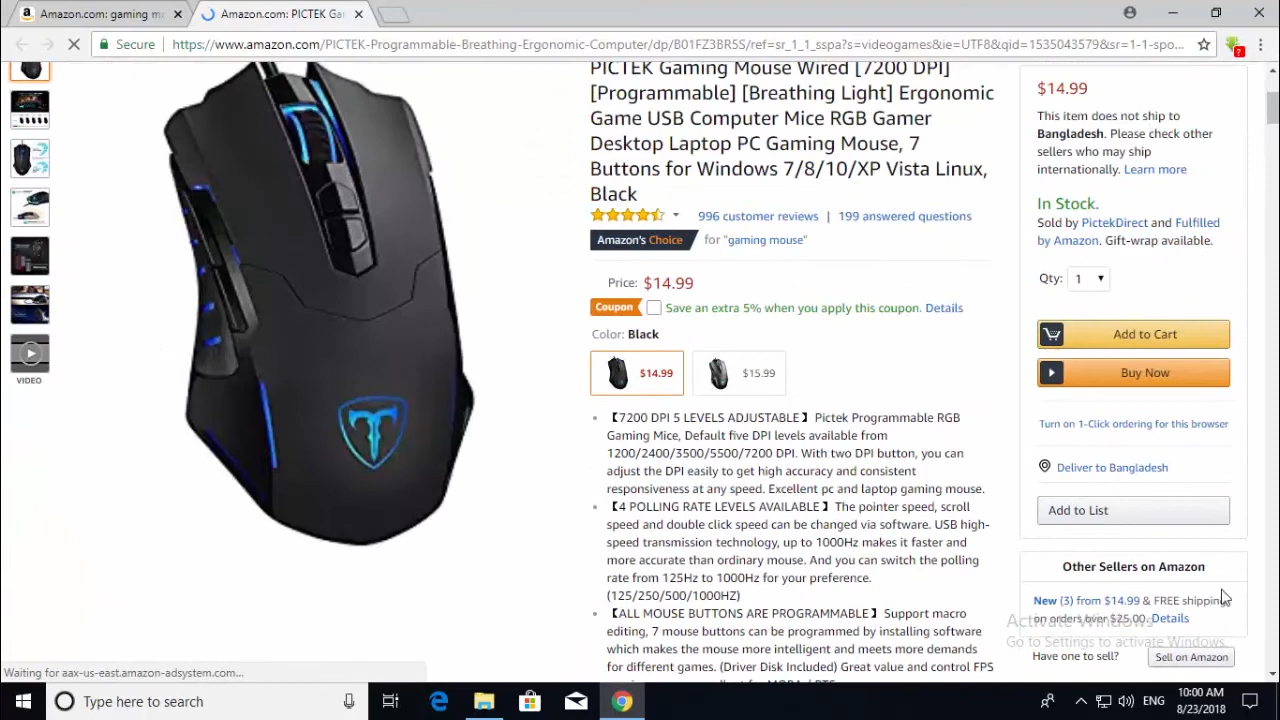 Amazon.com: gaming m
Amazon.com: PICTEK Ga
Secure
https://www.amazon.com/PICTEK-Programmable-Breathing-Ergonomic-Computer/dp/B01FZ3BR5S/ref=sr_1_1_sspa?s=videogames&ie=UTF8&qid=1535043579&sr=1-1-spo...
?
VIDEO
PICTEK Gaming Mouse Wired [7200 DPI]
[Programmable] [Breathing Light] Ergonomic
Game USB Computer Mice RGB Gamer
Desktop Laptop PC Gaming Mouse, 7
Buttons for Windows 7/8/10/XP Vista Linux,
Black
996 customer reviews | 199 answered questions
Amazon's Choice for "gaming mouse"
Price: $14.99
Coupon Save an extra 5% when you apply this coupon. Details
Color: Black
$14.99
$15.99
• 【7200 DPI 5 LEVELS ADJUSTABLE】 Pictek Programmable RGB
Gaming Mice, Default five DPI levels available from
1200/2400/3500/5500/7200 DPI. With two DPI button, you can
adjust the DPI easily to get high accuracy and consistent
responsiveness at any speed. Excellent pc and laptop gaming mouse.
• 【4 POLLING RATE LEVELS AVAILABLE】 The pointer speed, scroll
speed and double click speed can be changed via software. USB high-
speed transmission technology, up to 1000Hz makes it faster and
more accurate than ordinary mouse. And you can switch the polling
rate from 125Hz to 1000Hz for your preference.
(125/250/500/1000HZ)
• 【ALL MOUSE BUTTONS ARE PROGRAMMABLE】 Support macro
editing, 7 mouse buttons can be programmed by installing software
which makes the mouse more intelligent and meets more demands
for different games. (Driver Disk Included) Great value and control FPS
$14.99
This item does not ship to
Bangladesh. Please check other
sellers who may ship
internationally. Learn more
In Stock.
Sold by PictekDirect and Fulfilled
by Amazon. Gift-wrap available.
Qty: 1
Add to Cart
Buy Now
Turn on 1-Click ordering for this browser
Deliver to Bangladesh
Add to List
Other Sellers on Amazon
New (3) from $14.99 & FREE shipping
on orders over $25.00. Details
Have one to sell? Sell on Amazon
Activate Windows
Go to Settings to activate Windows.
Waiting for aax-us-east.amazon-adsystem.com...
Type here to search
ENG
10:00 AM
8/23/2018